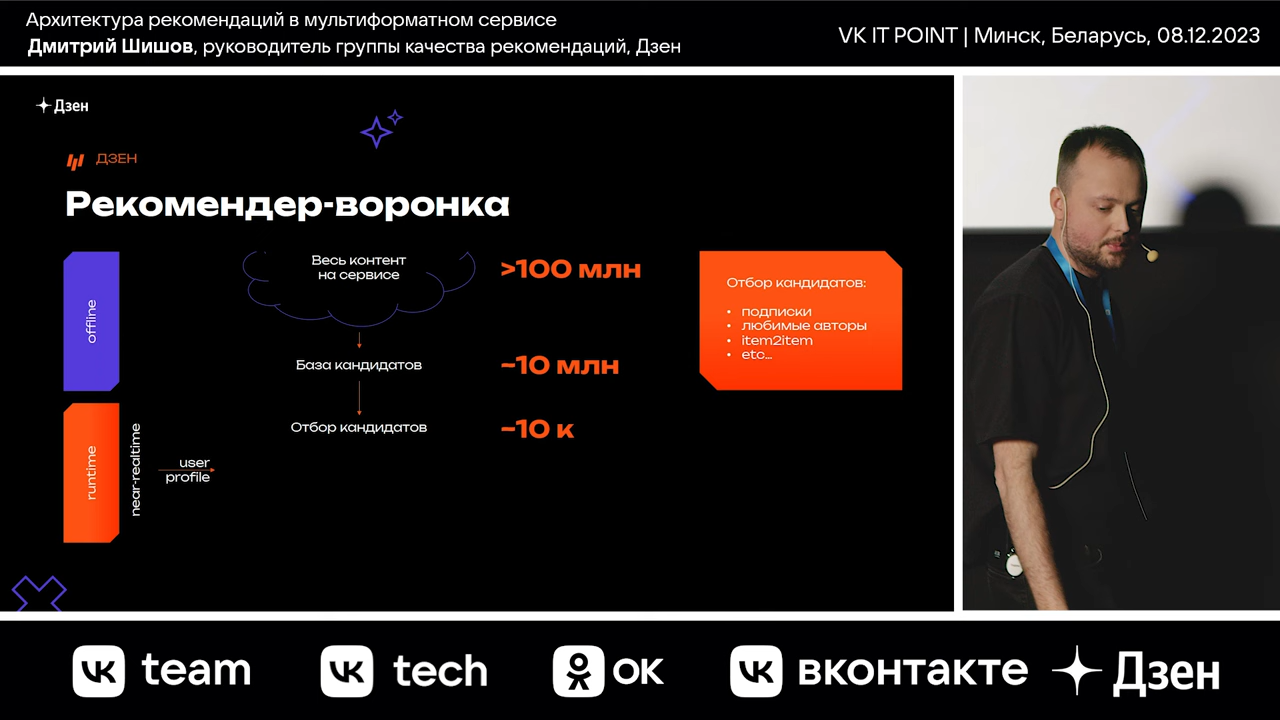 Архитектура рекомендаций в мультиформатном сервисе
Дмитрий Шишов, руководитель группы качества рекомендаций, Дзен
VK IT POINT | Минск, Беларусь, 08.12.2023
Дзен
ДЗЕН
Рекомендер-воронка
offline
Весь контент
на сервисе
>100 млн
База кандидатов
~10 млн
Отбор кандидатов
~10 к
Отбор кандидатов:
• подписки
• любимые авторы
• item2item
• etc...
runtime
near-realtime
user
profile
team
tech
ОК
ВКОНТАКТЕ
Дзен